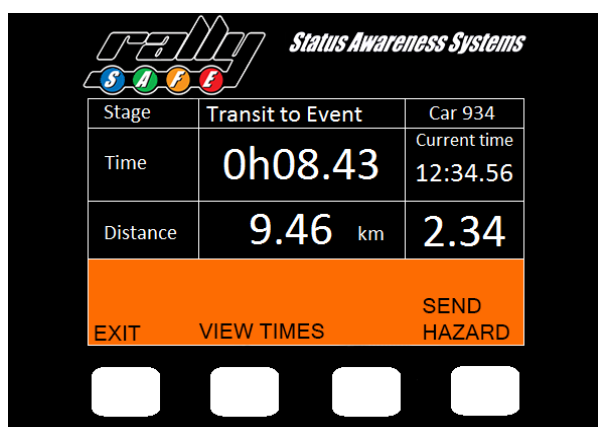 rally
Status Awareness Systems
SAFE
Stage Transit to Event Car 934
Current time
Time 0h08.43 12:34.56
Distance 9.46 km 2.34
SEND
EXIT VIEW TIMES HAZARD